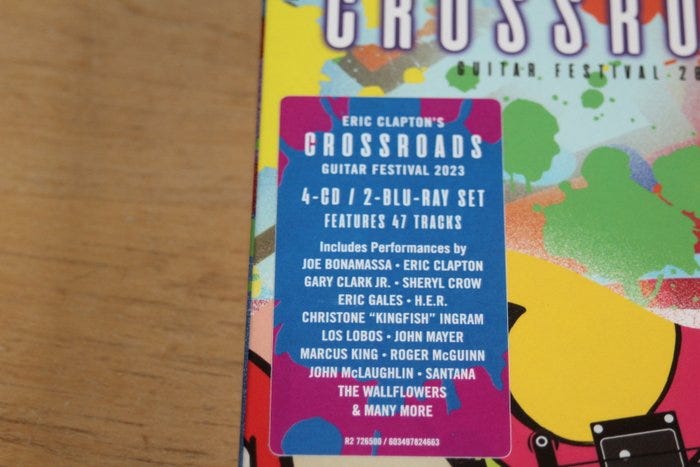 CROSSRO
GUITAR FESTIVAL 20
ERIC CLAPTON'S
CROSSROADS
GUITAR FESTIVAL 2023
4-CD / 2-BLU-RAY SET
FEATURES 47 TRACKS
Includes Performances by
JOE BONAMASSA • ERIC CLAPTON
GARY CLARK JR. • SHERYL CROW
ERIC GALES • H.E.R.
CHRISTONE "KINGFISH" INGRAM
LOS LOBOS • JOHN MAYER
MARCUS KING • ROGER McGUINN
JOHN McLAUGHLIN • SANTANA
THE WALLFLOWERS
& MANY MORE
R2 726500 / 603497824663